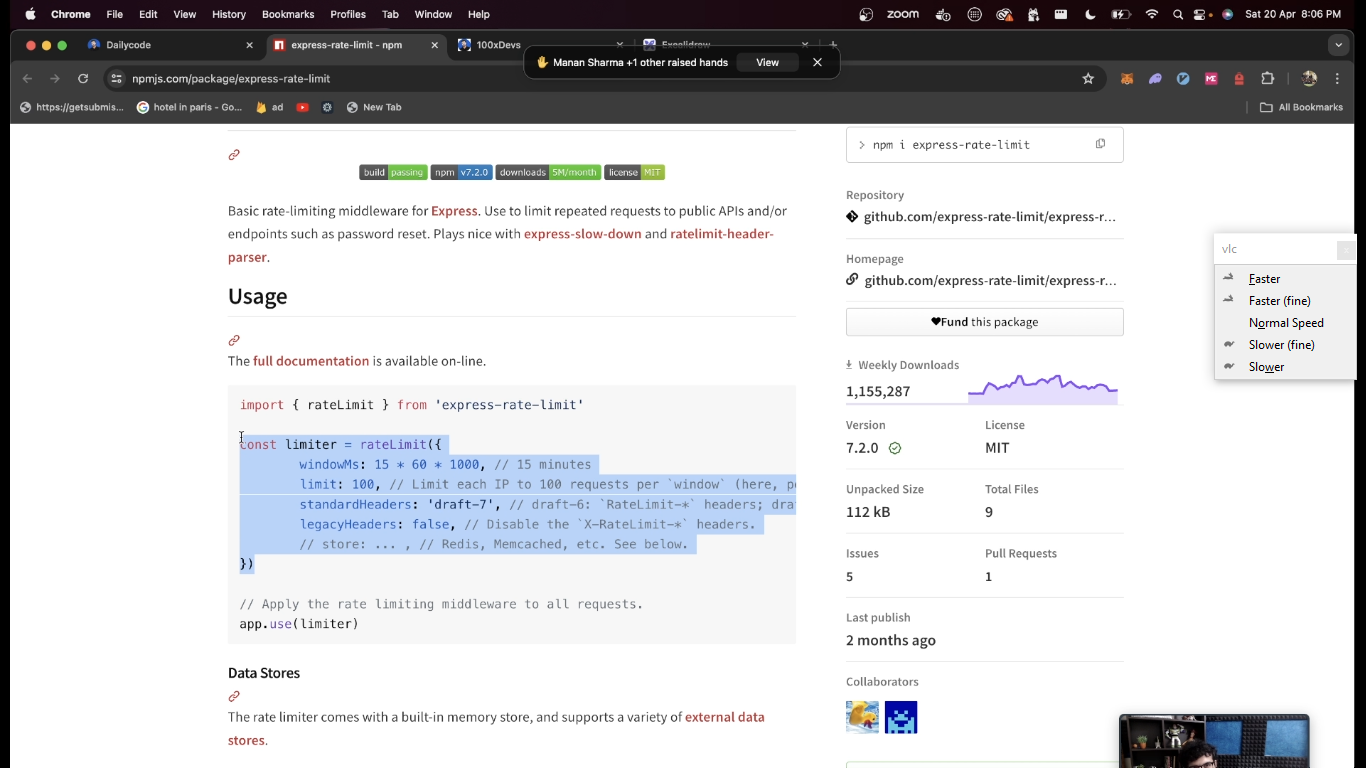 Chrome File Edit View History Bookmarks Profiles Tab Window Help
zoom
Sat 20 Apr 8:06 PM
Dailycode
express-rate-limit - npm
100xDevs
Excalidraw
Manan Sharma +1 other raised hands View
npmjs.com/package/express-rate-limit
https://getsubmis...
hotel in paris - Go...
ad
New Tab
All Bookmarks
build passing npm v7.2.0 downloads 5M/month license MIT
Basic rate-limiting middleware for Express. Use to limit repeated requests to public APIs and/or
endpoints such as password reset. Plays nice with express-slow-down and ratelimit-header-
parser.
Usage
The full documentation is available on-line.
import { rateLimit } from 'express-rate-limit'
const limiter = rateLimit({
windowMs: 15 * 60 * 1000, // 15 minutes
limit: 100, // Limit each IP to 100 requests per `window` (here, pe
standardHeaders: 'draft-7', // draft-6: `RateLimit-*` headers; dra
legacyHeaders: false, // Disable the `X-RateLimit-*` headers.
// store: ... , // Redis, Memcached, etc. See below.
})
// Apply the rate limiting middleware to all requests.
app.use(limiter)
Data Stores
The rate limiter comes with a built-in memory store, and supports a variety of external data
stores.
> npm i express-rate-limit
Repository
github.com/express-rate-limit/express-r...
Homepage
github.com/express-rate-limit/express-r...
Fund this package
Weekly Downloads
1,155,287
Version License
7.2.0 MIT
Unpacked Size Total Files
112 kB 9
Issues Pull Requests
5 1
Last publish
2 months ago
Collaborators
vlc
Faster
Faster (fine)
Normal Speed
Slower (fine)
Slower